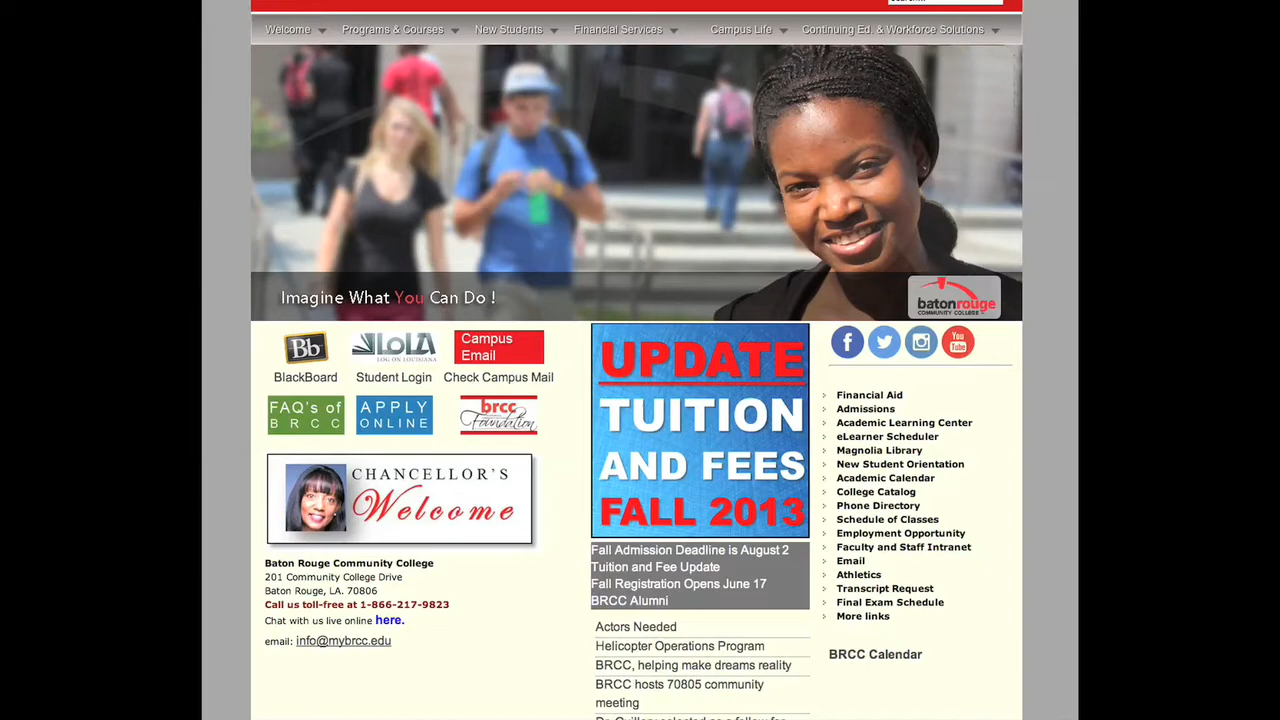 Welcome
Programs & Courses
New Students
Financial Services
Campus Life
Continuing Ed. & Workforce Solutions
Imagine What You Can Do !
batonrouge
COMMUNITY COLLEGE
Bb
BlackBoard
LOLA
LOG ON LOUISIANA
Student Login
Campus
Email
Check Campus Mail
FAQ's of
BRCC
APPLY
ONLINE
brcc
Foundation
CHANCELLOR'S
Welcome
Baton Rouge Community College
201 Community College Drive
Baton Rouge, LA. 70806
Call us toll-free at 1-866-217-9823
Chat with us live online here.
email: info@mybrcc.edu
UPDATE
TUITION
AND FEES
FALL 2013
Fall Admission Deadline is August 2
Tuition and Fee Update
Fall Registration Opens June 17
BRCC Alumni
Actors Needed
Helicopter Operations Program
BRCC, helping make dreams reality
BRCC hosts 70805 community
meeting
f
You
Tube
Financial Aid
Admissions
Academic Learning Center
eLearner Scheduler
Magnolia Library
New Student Orientation
Academic Calendar
College Catalog
Phone Directory
Schedule of Classes
Employment Opportunity
Faculty and Staff Intranet
Email
Athletics
Transcript Request
Final Exam Schedule
More links
BRCC Calendar